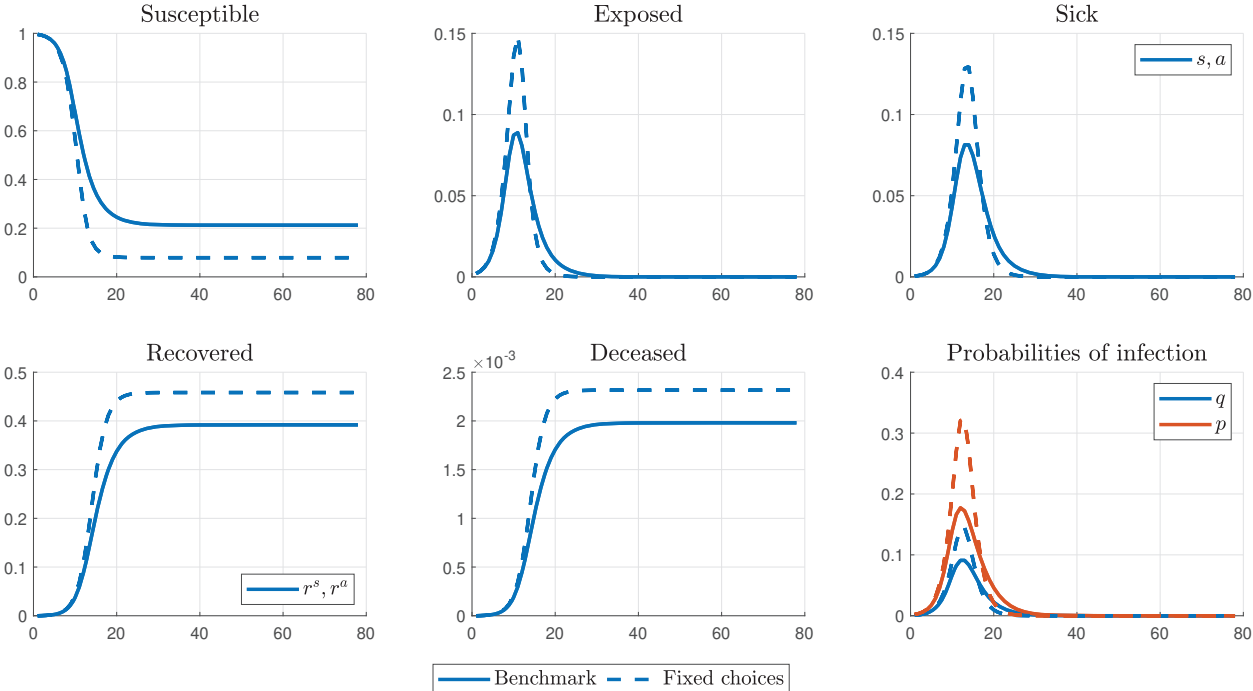 Susceptible
1
0.8
0.6
0.4
0.2
0
0 20 40 60 80
Exposed
0.15
0.1
0.05
0
0 20 40 60 80
Sick
s, a
0.15
0.1
0.05
0
0 20 40 60 80
Recovered
0.5
0.4
0.3
0.2
0.1
0
r^s, r^a
0 20 40 60 80
Deceased
×10^-3
2.5
2
1.5
1
0.5
0
0 20 40 60 80
Probabilities of infection
q
p
0.4
0.3
0.2
0.1
0
0 20 40 60 80
Benchmark Fixed choices